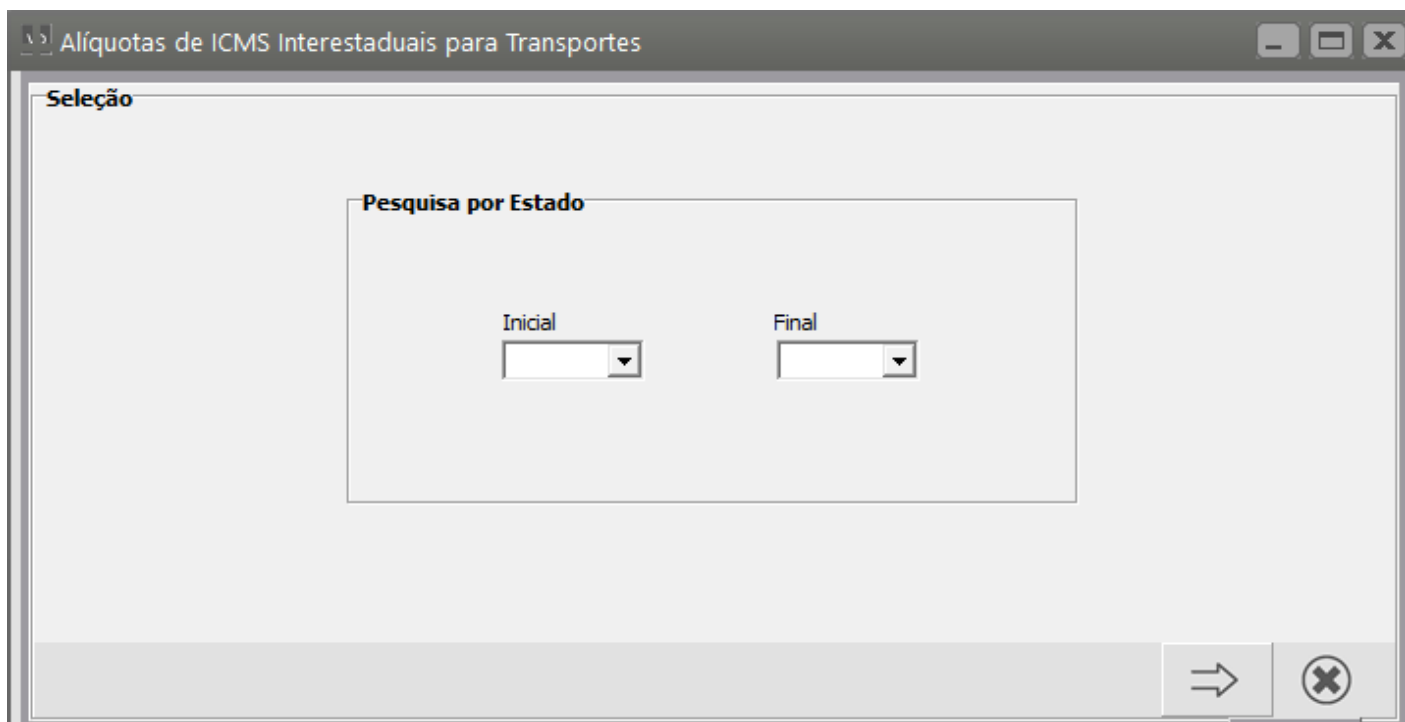 Alíquotas de ICMS Interestaduais para Transportes
Seleção
Pesquisa por Estado
Inicial
Final